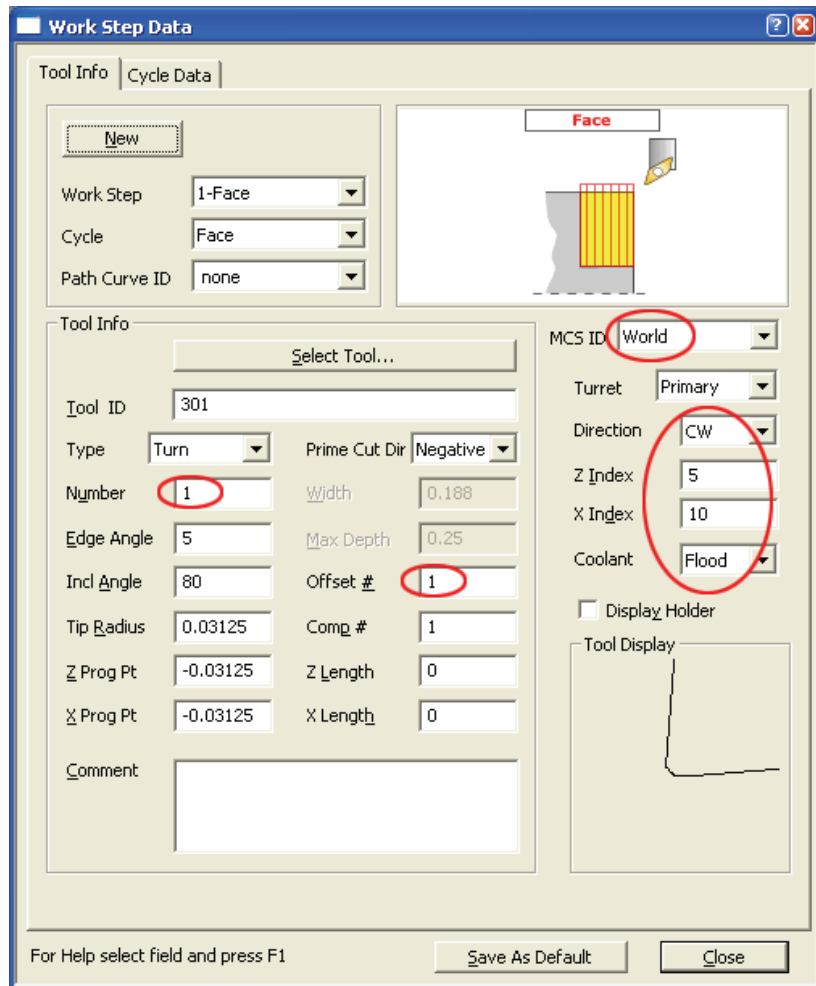 Work Step Data
Tool Info
Cycle Data
New
Work Step 1-Face
Cycle Face
Path Curve ID none
Face
Tool Info
Select Tool...
Tool ID 301
Type Turn Prime Cut Dir Negative
Number 1 Width 0.188
Edge Angle 5 Max Depth 0.25
Incl Angle 80 Offset # 1
Tip Radius 0.03125 Comp # 1
Z Prog Pt -0.03125 Z Length 0
X Prog Pt -0.03125 X Length 0
Comment
MCS ID World
Turret Primary
Direction CW
Z Index 5
X Index 10
Coolant Flood
Display Holder
Tool Display
For Help select field and press F1
Save As Default
Close